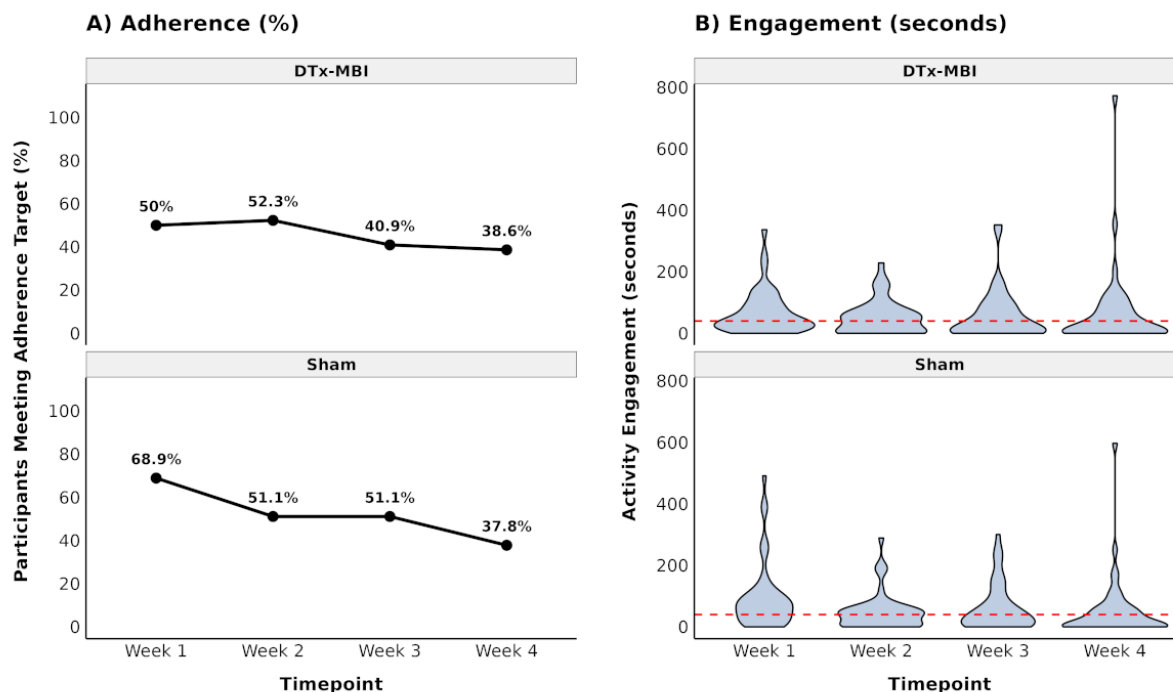 A) Adherence (%)
DTx-MBI
Participants Meeting Adherence Target (%)
100
80
60
40
20
0
50%
52.3%
40.9%
38.6%
Sham
100
80
60
40
20
0
68.9%
51.1%
51.1%
37.8%
Week 1 Week 2 Week 3 Week 4
Timepoint
B) Engagement (seconds)
DTx-MBI
Activity Engagement (seconds)
800
600
400
200
0
Sham
800
600
400
200
0
Week 1 Week 2 Week 3 Week 4
Timepoint